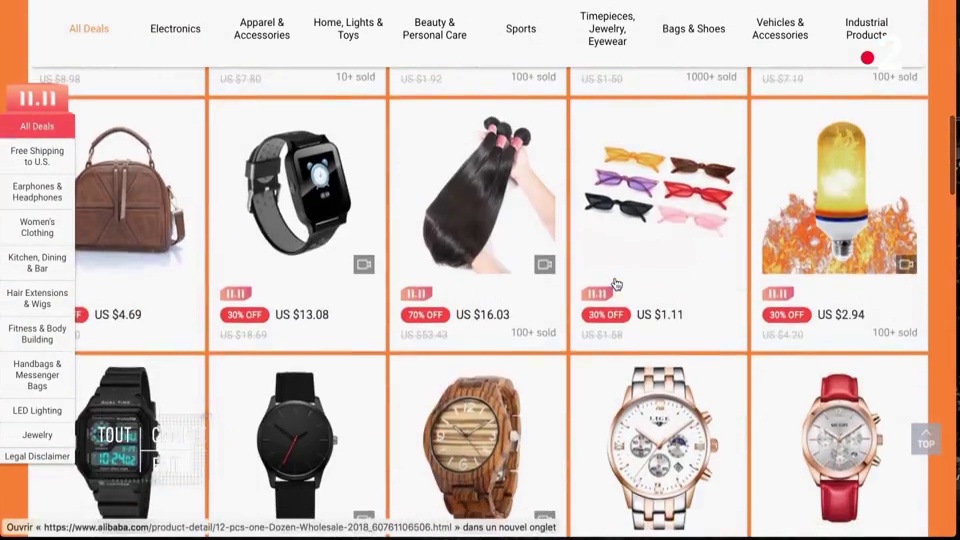 All Deals
Electronics
Apparel &
Accessories
Home, Lights &
Toys
Beauty &
Personal Care
Sports
Timepieces,
Jewelry,
Eyewear
Bags & Shoes
Vehicles &
Accessories
Industrial
Products
2
US $8.98
US $7.80
10+ sold
US $1.92
100+ sold
US $1.50
1000+ sold
US $7.19
100+ sold
11.11
All Deals
Free Shipping
to U.S.
Earphones &
Headphones
Women's
Clothing
Kitchen, Dining
& Bar
Hair Extensions
& Wigs
Fitness & Body
Building
Handbags &
Messenger
Bags
LED Lighting
Jewelry
Legal Disclaimer
US $4.69
11.11
30% OFF US $13.08
US $18.69
70% OFF US $16.03
US $53.43
100+ sold
11.11
30% OFF US $1.11
US $1.58
11.11
30% OFF US $2.94
US $4.20
100+ sold
TOUT
LIGE
TOP
Ouvrir « https://www.alibaba.com/product-detail/12-pcs-one-Dozen-Wholesale-2018_60761106506.html » dans un nouvel onglet